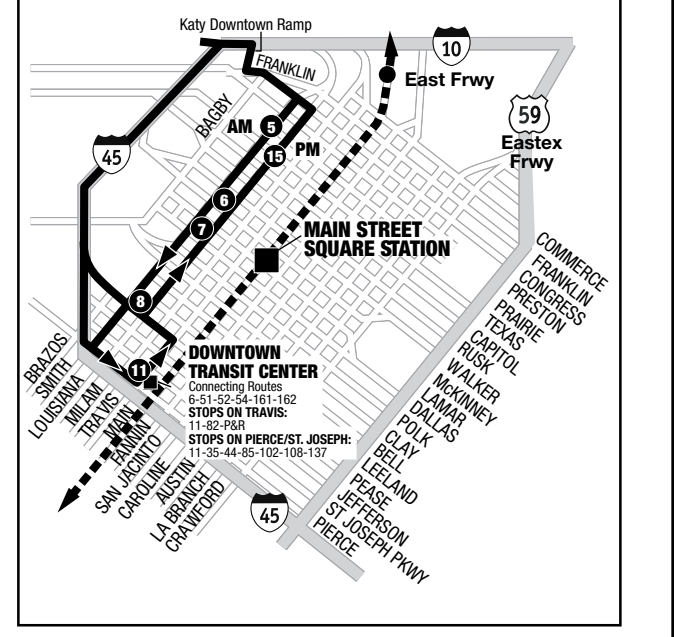 Katy Downtown Ramp
10
FRANKLIN
East Frwy
BAGBY
59
Eastex
Frwy
AM 5
15 PM
45
6
7
MAIN STREET
SQUARE STATION
8
11
DOWNTOWN
TRANSIT CENTER
Connecting Routes
6-51-52-54-161-162
STOPS ON TRAVIS:
11-82-P&R
STOPS ON PIERCE/ST. JOSEPH:
11-35-44-85-102-108-137
BRAZOS
SMITH
LOUISIANA
MILAM
TRAVIS
MAIN
FANNIN
SAN JACINTO
CAROLINE
AUSTIN
LA BRANCH
CRAWFORD
45
COMMERCE
FRANKLIN
CONGRESS
PRESTON
PRAIRIE
TEXAS
CAPITOL
RUSK
WALKER
McKINNEY
LAMAR
DALLAS
POLK
CLAY
BELL
LEELAND
PEASE
JEFFERSON
ST JOSEPH PKWY
PIERCE